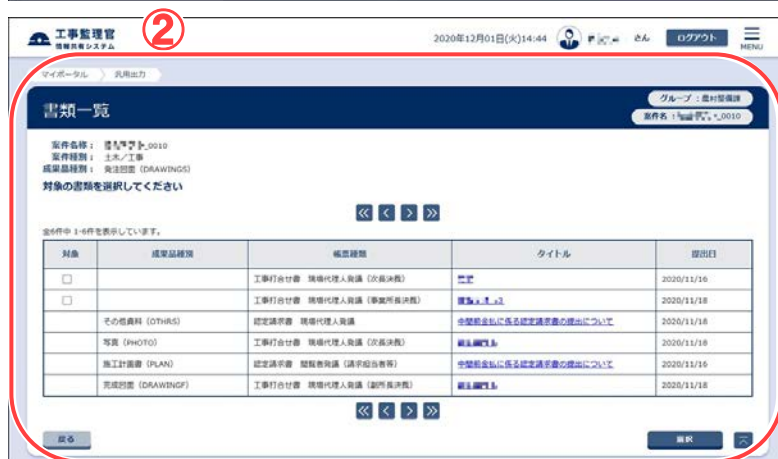 工事監理官
情報共有システム
②
2020年12月01日(火)14:44
さん
ログアウト
MENU
マイポータル 汎用出力
書類一覧
グループ：農村整備課
案件名：_0010
案件名称： _0010
案件種別： 土木／工事
成果品種別： 発注図面 (DRAWINGS)
対象の書類を選択してください
全6件中 1-6件を表示しています。
対象 成果品種別 帳票種類 タイトル 提出日
工事打合せ書 現場代理人発議（次長決裁） 2020/11/16
工事打合せ書 現場代理人発議（事業所長決裁） 2020/11/18
その他資料 (OTHRS) 認定請求書 現場代理人発議 中間前金払に係る認定請求書の提出について 2020/11/18
写真 (PHOTO) 工事打合せ書 現場代理人発議（次長決裁） 2020/11/18
施工計画書 (PLAN) 認定請求書 閲覧者発議（請求担当者等） 中間前金払に係る認定請求書の提出について 2020/11/16
完成図面 (DRAWINGF) 工事打合せ書 現場代理人発議（副所長決裁） 2020/11/18
戻る
選択